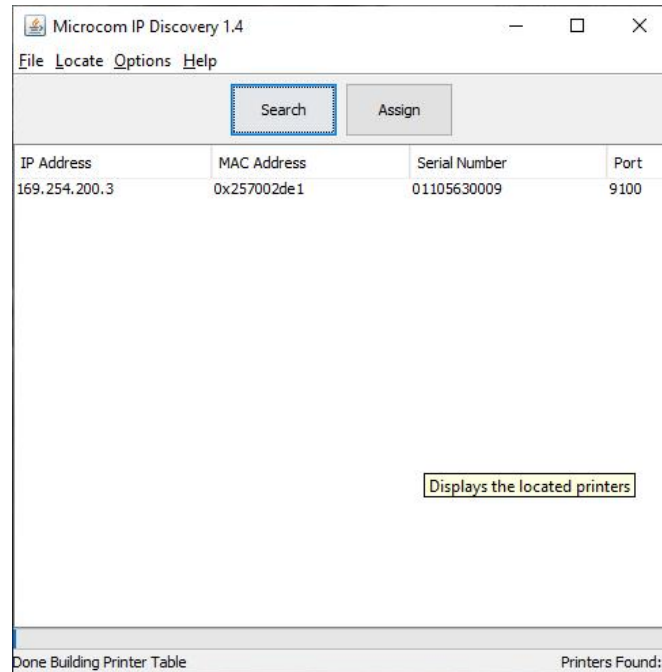 Microcom IP Discovery 1.4
File Locate Options Help
Search Assign
IP Address MAC Address Serial Number Port
169.254.200.3 0x257002de1 01105630009 9100
Displays the located printers
Done Building Printer Table Printers Found: